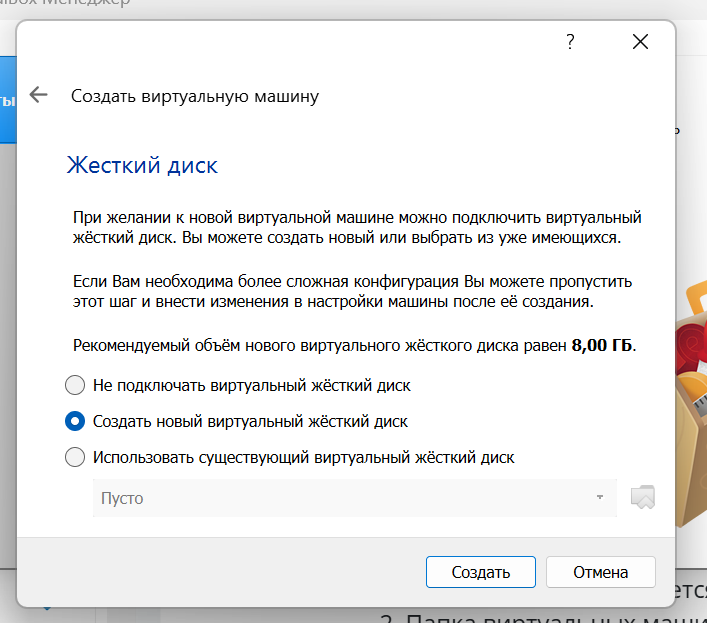 Менеджер
?
ты
Создать виртуальную машину
Жесткий диск
При желании к новой виртуальной машине можно подключить виртуальный
жёсткий диск. Вы можете создать новый или выбрать из уже имеющихся.
Если Вам необходима более сложная конфигурация Вы можете пропустить
этот шаг и внести изменения в настройки машины после её создания.
Рекомендуемый объём нового виртуального жёсткого диска равен 8,00 ГБ.
Не подключать виртуальный жёсткий диск
Создать новый виртуальный жёсткий диск
Использовать существующий виртуальный жёсткий диск
Пусто
Создать
Отмена
ется
2. Папка виртуальных маши